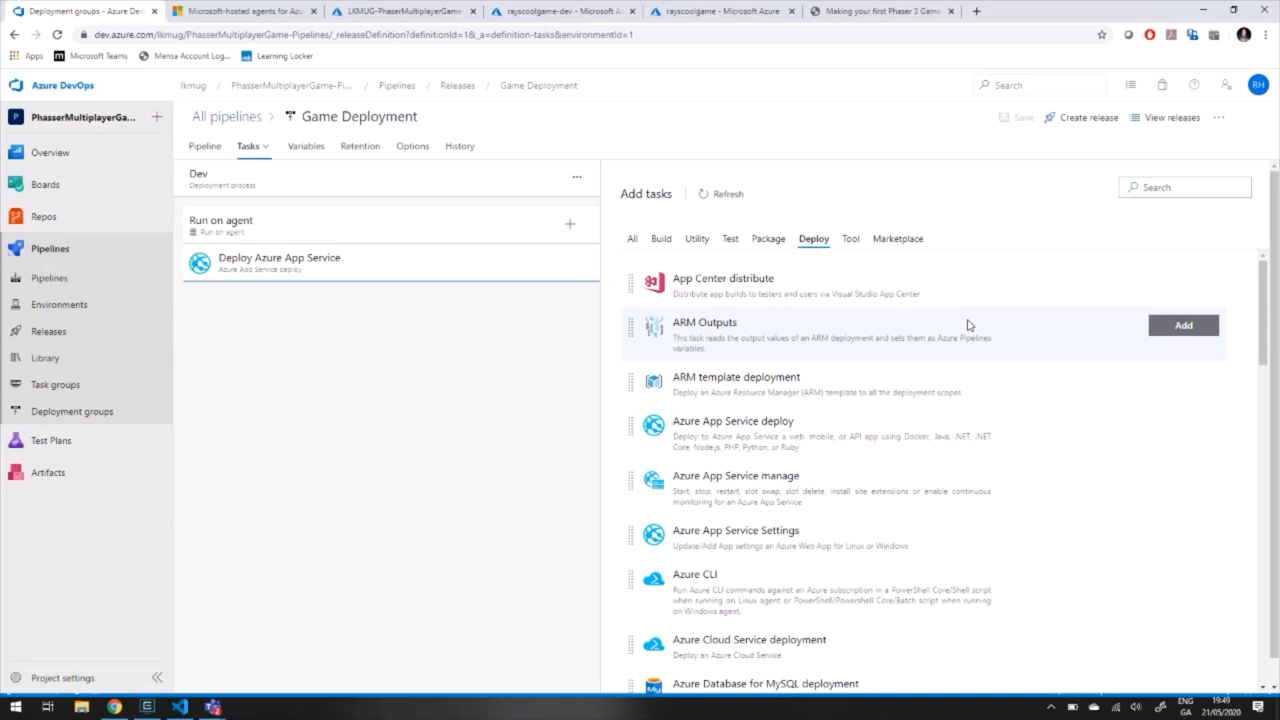 Deployment groups - Azure Dev
Microsoft-hosted agents for Azu
LKMUG-PhaserMultiplayerGame
rayscoolgame-dev - Microsoft A
rayscoolgame - Microsoft Azure
Making your first Phaser 3 Game
dev.azure.com/lkmug/PhasserMultiplayerGame-Pipelines/_releaseDefinition?definitionId=1&_a=definition-tasks&environmentId=1
Apps
Microsoft Teams
Mensa Account Log...
Learning Locker
Azure DevOps
lkmug / PhasserMultiplayerGame-Pi... / Pipelines / Releases / Game Deployment
Search
RH
P PhasserMultiplayerGa...
All pipelines > Game Deployment
Save
Create release
View releases
Overview
Boards
Repos
Pipelines
Pipelines
Environments
Releases
Library
Task groups
Deployment groups
Test Plans
Artifacts
Project settings
Pipeline
Tasks
Variables
Retention
Options
History
Dev
Deployment process
Run on agent
Run on agent
Deploy Azure App Service
Azure App Service deploy
Add tasks
Refresh
Search
All
Build
Utility
Test
Package
Deploy
Tool
Marketplace
App Center distribute
Distribute app builds to testers and users via Visual Studio App Center
ARM Outputs
This task reads the output values of an ARM deployment and sets them as Azure Pipelines
variables.
Add
ARM template deployment
Deploy an Azure Resource Manager (ARM) template to all the deployment scopes
Azure App Service deploy
Deploy to Azure App Service a web, mobile, or API app using Docker, Java, .NET, .NET
Core, Node.js, PHP, Python, or Ruby
Azure App Service manage
Start, stop, restart, slot swap, slot delete, install site extensions or enable continuous
monitoring for an Azure App Service
Azure App Service Settings
Update/Add App settings an Azure Web App for Linux or Windows
Azure CLI
Run Azure CLI commands against an Azure subscription in a PowerShell Core/Shell script
when running on Linux agent or PowerShell/Powershell Core/Batch script when running
on Windows agent.
Azure Cloud Service deployment
Deploy an Azure Cloud Service
My
Azure Database for MySQL deployment
ENG
GA
19:49
21/05/2020